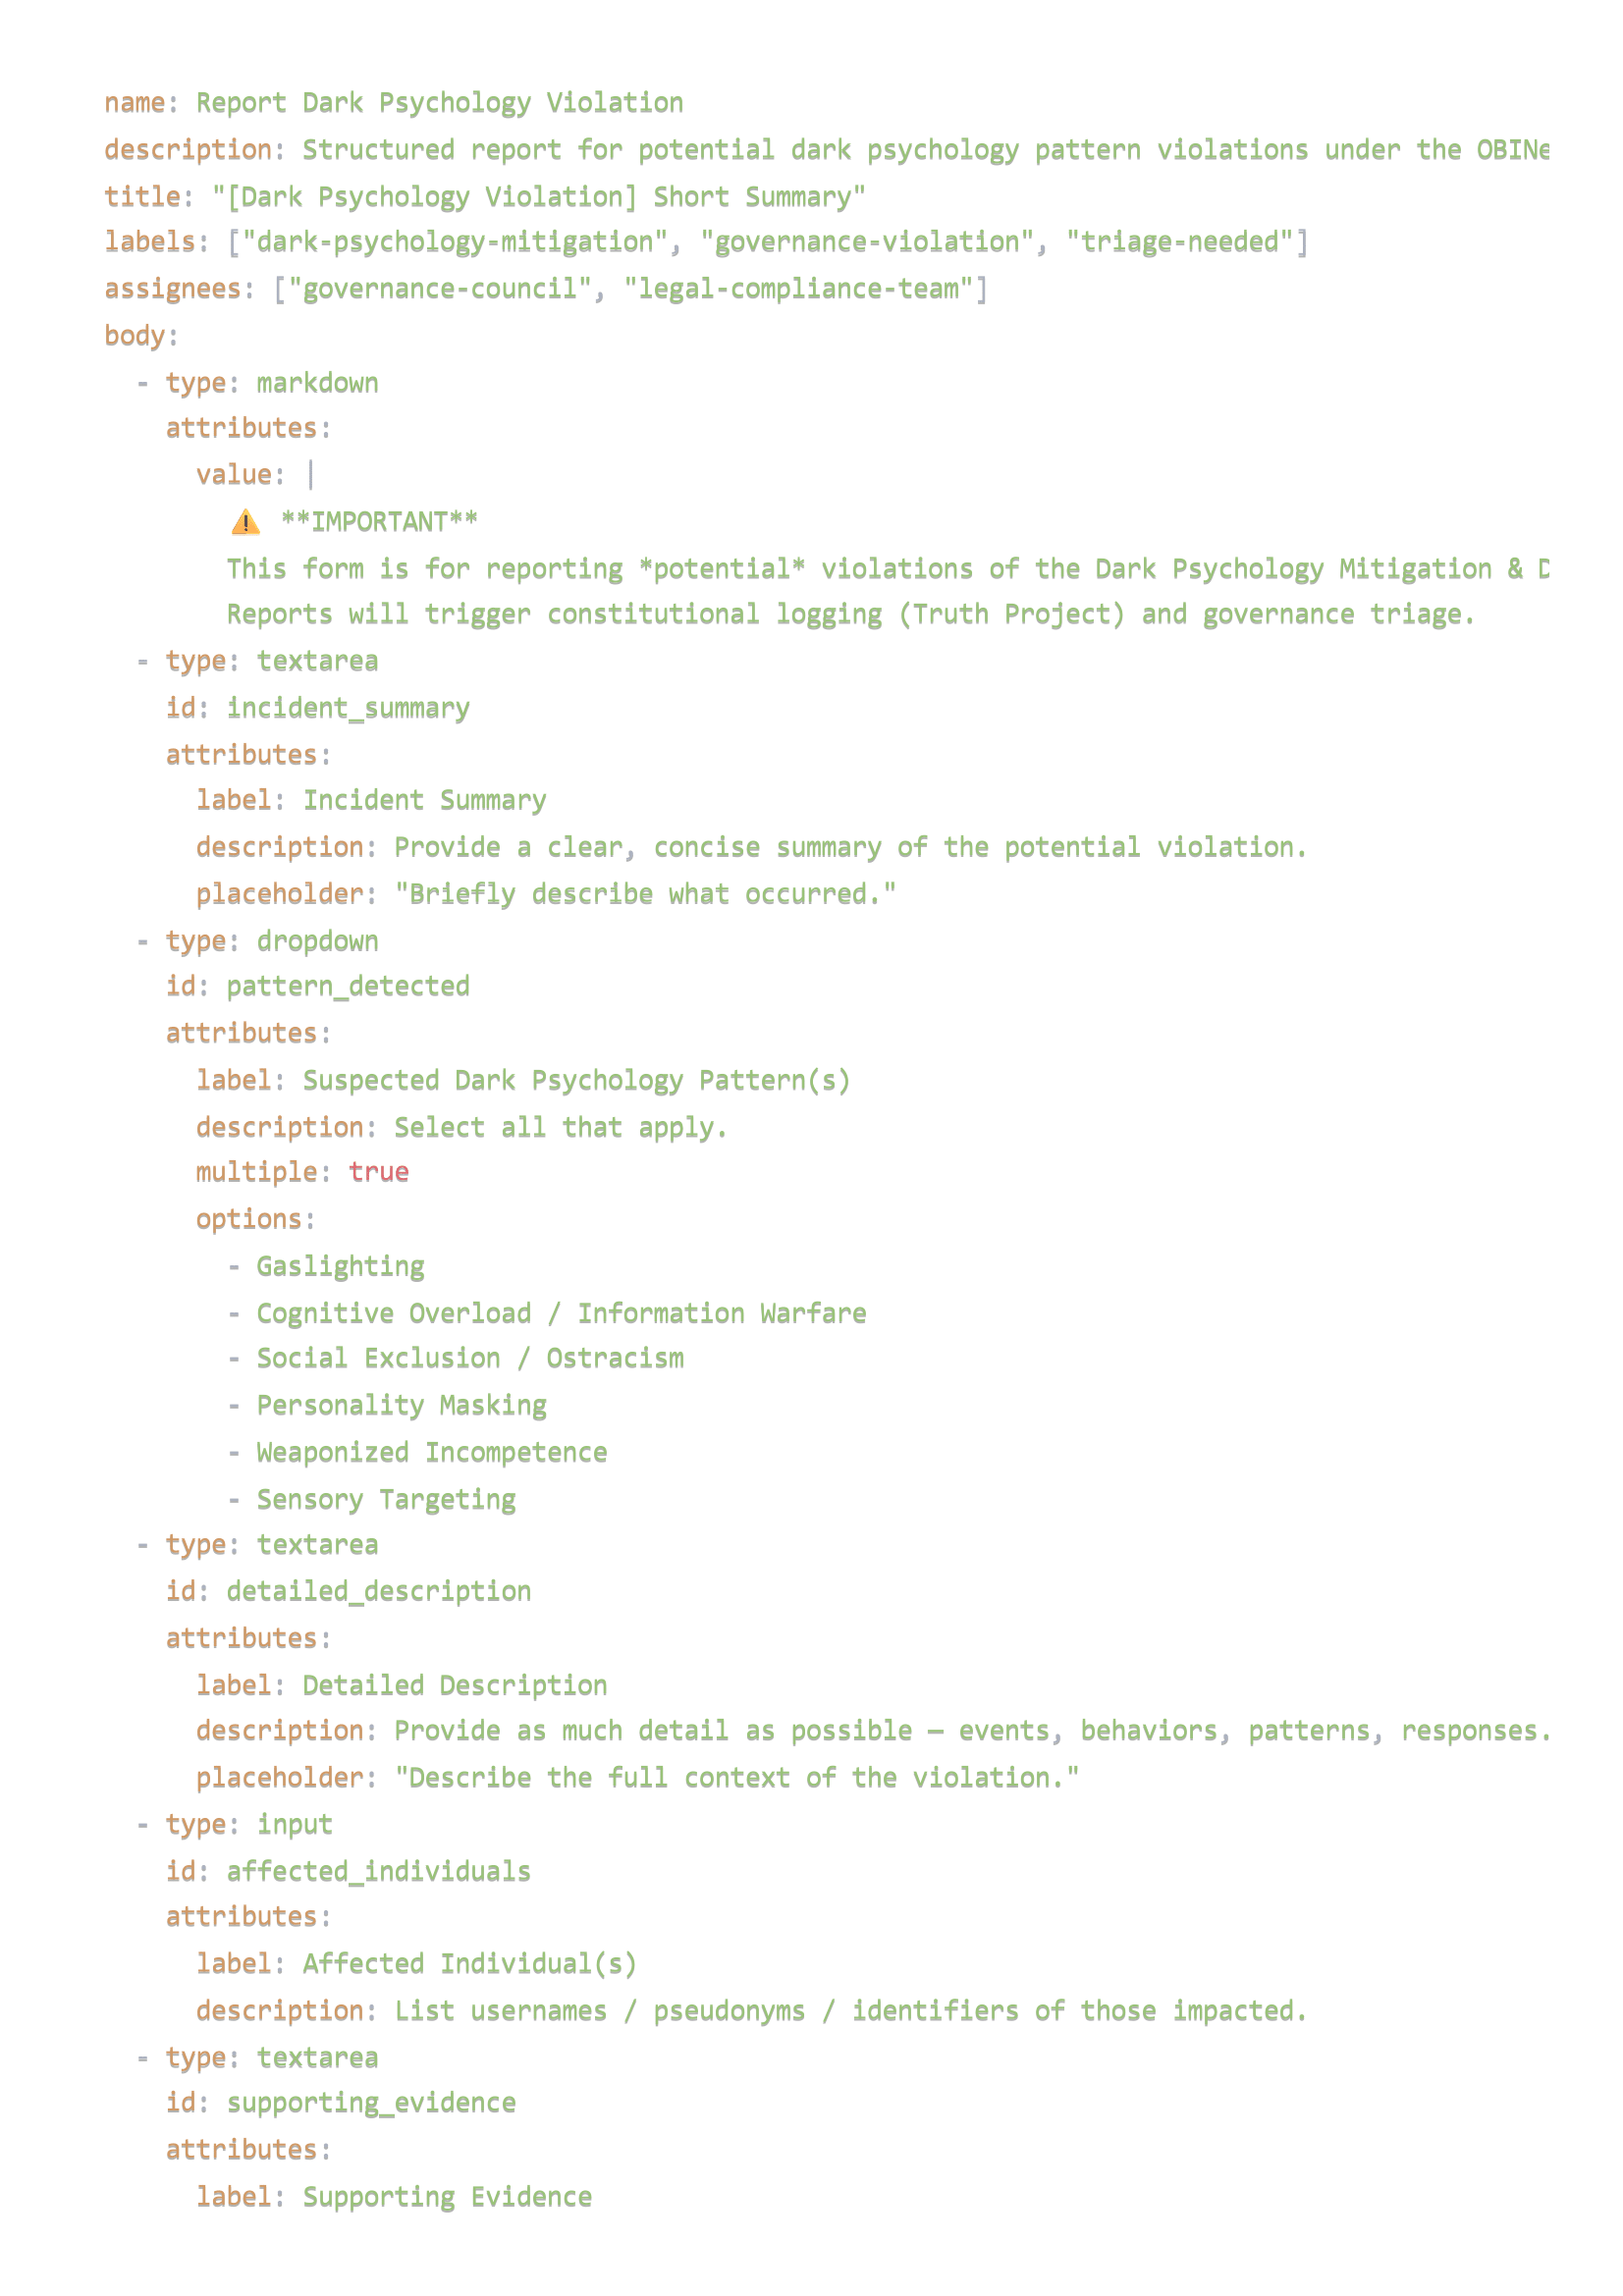 name: Report Dark Psychology Violation
description: Structured report for potential dark psychology pattern violations under the OBINe
title: "[Dark Psychology Violation] Short Summary"
labels: ["dark-psychology-mitigation", "governance-violation", "triage-needed"]
assignees: ["governance-council", "legal-compliance-team"]
body:
  - type: markdown
    attributes:
      value: |
        ⚠️ **IMPORTANT**
        This form is for reporting *potential* violations of the Dark Psychology Mitigation & D
        Reports will trigger constitutional logging (Truth Project) and governance triage.
  - type: textarea
    id: incident_summary
    attributes:
      label: Incident Summary
      description: Provide a clear, concise summary of the potential violation.
      placeholder: "Briefly describe what occurred."
  - type: dropdown
    id: pattern_detected
    attributes:
      label: Suspected Dark Psychology Pattern(s)
      description: Select all that apply.
      multiple: true
      options:
        - Gaslighting
        - Cognitive Overload / Information Warfare
        - Social Exclusion / Ostracism
        - Personality Masking
        - Weaponized Incompetence
        - Sensory Targeting
  - type: textarea
    id: detailed_description
    attributes:
      label: Detailed Description
      description: Provide as much detail as possible — events, behaviors, patterns, responses.
      placeholder: "Describe the full context of the violation."
  - type: input
    id: affected_individuals
    attributes:
      label: Affected Individual(s)
      description: List usernames / pseudonyms / identifiers of those impacted.
  - type: textarea
    id: supporting_evidence
    attributes:
      label: Supporting Evidence